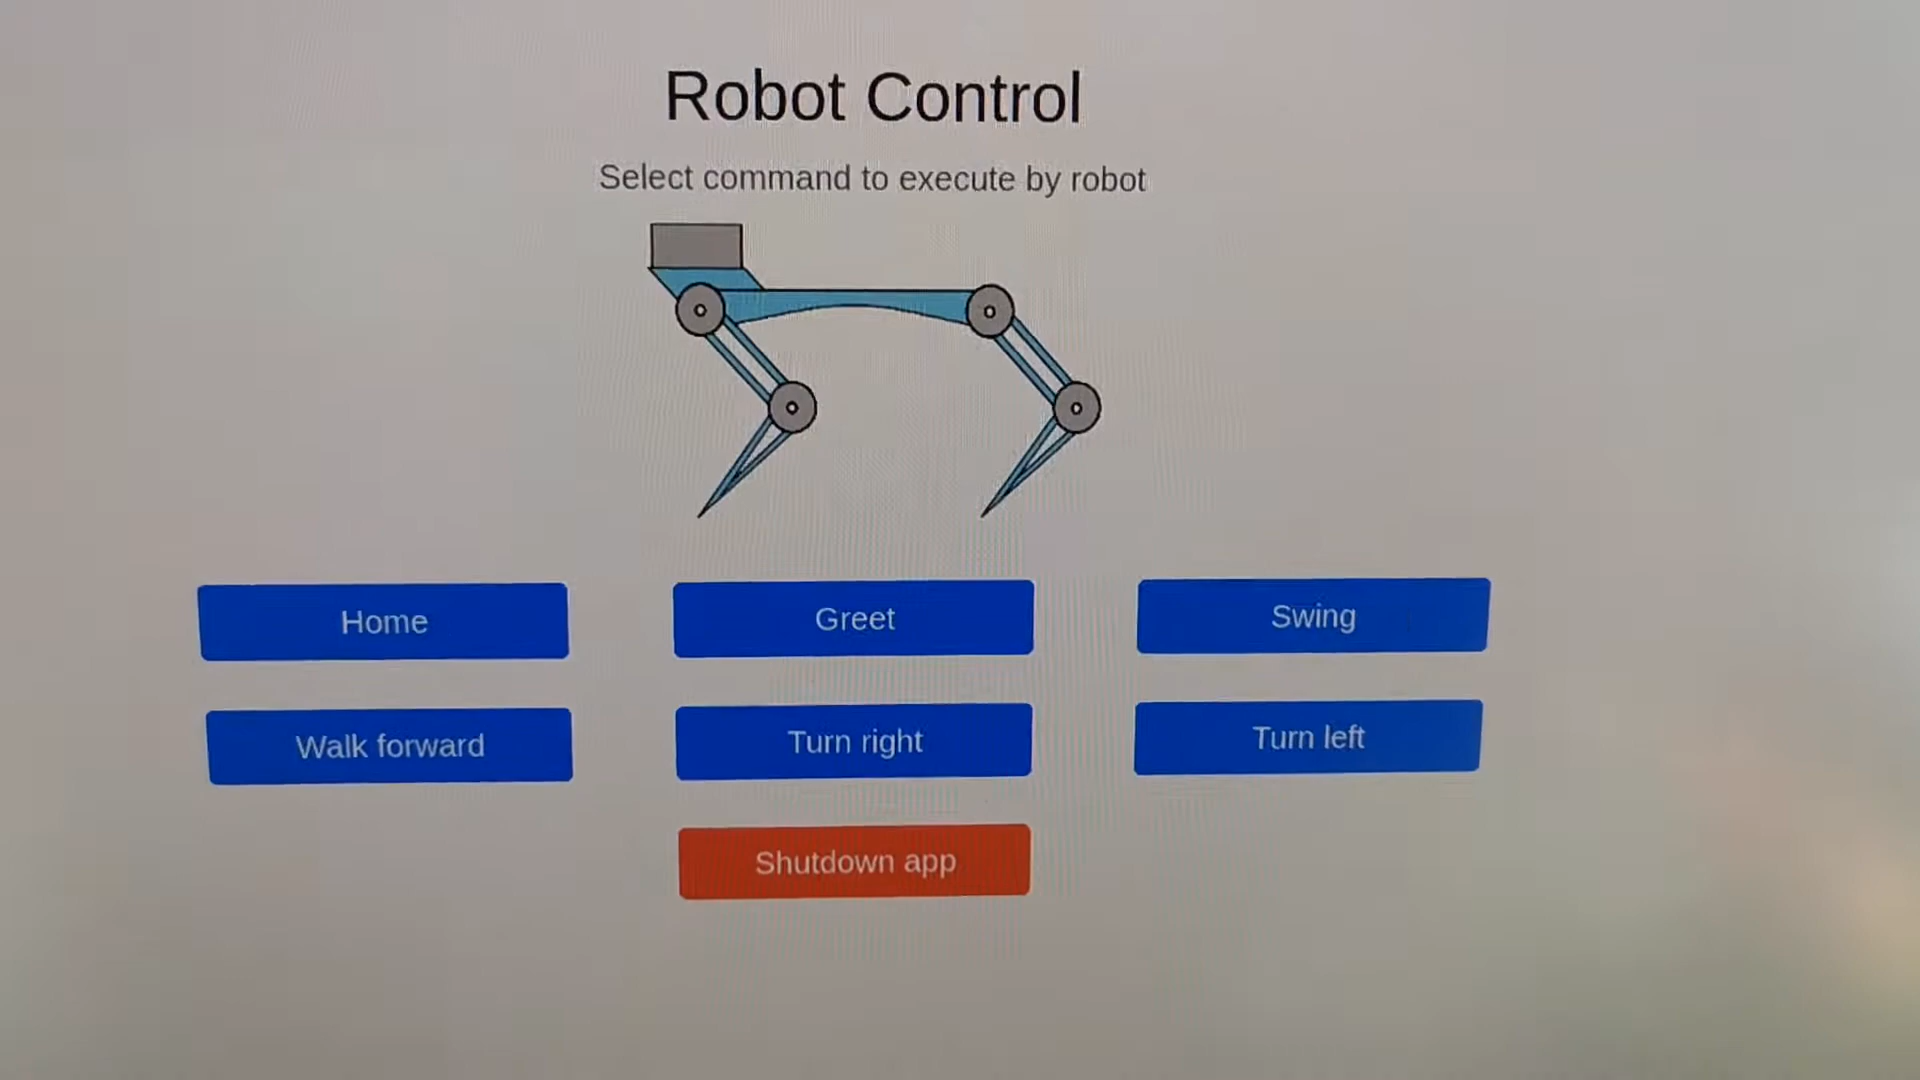 Robot Control
Select command to execute by robot
Home
Greet
Swing
Walk forward
Turn right
Turn left
Shutdown app